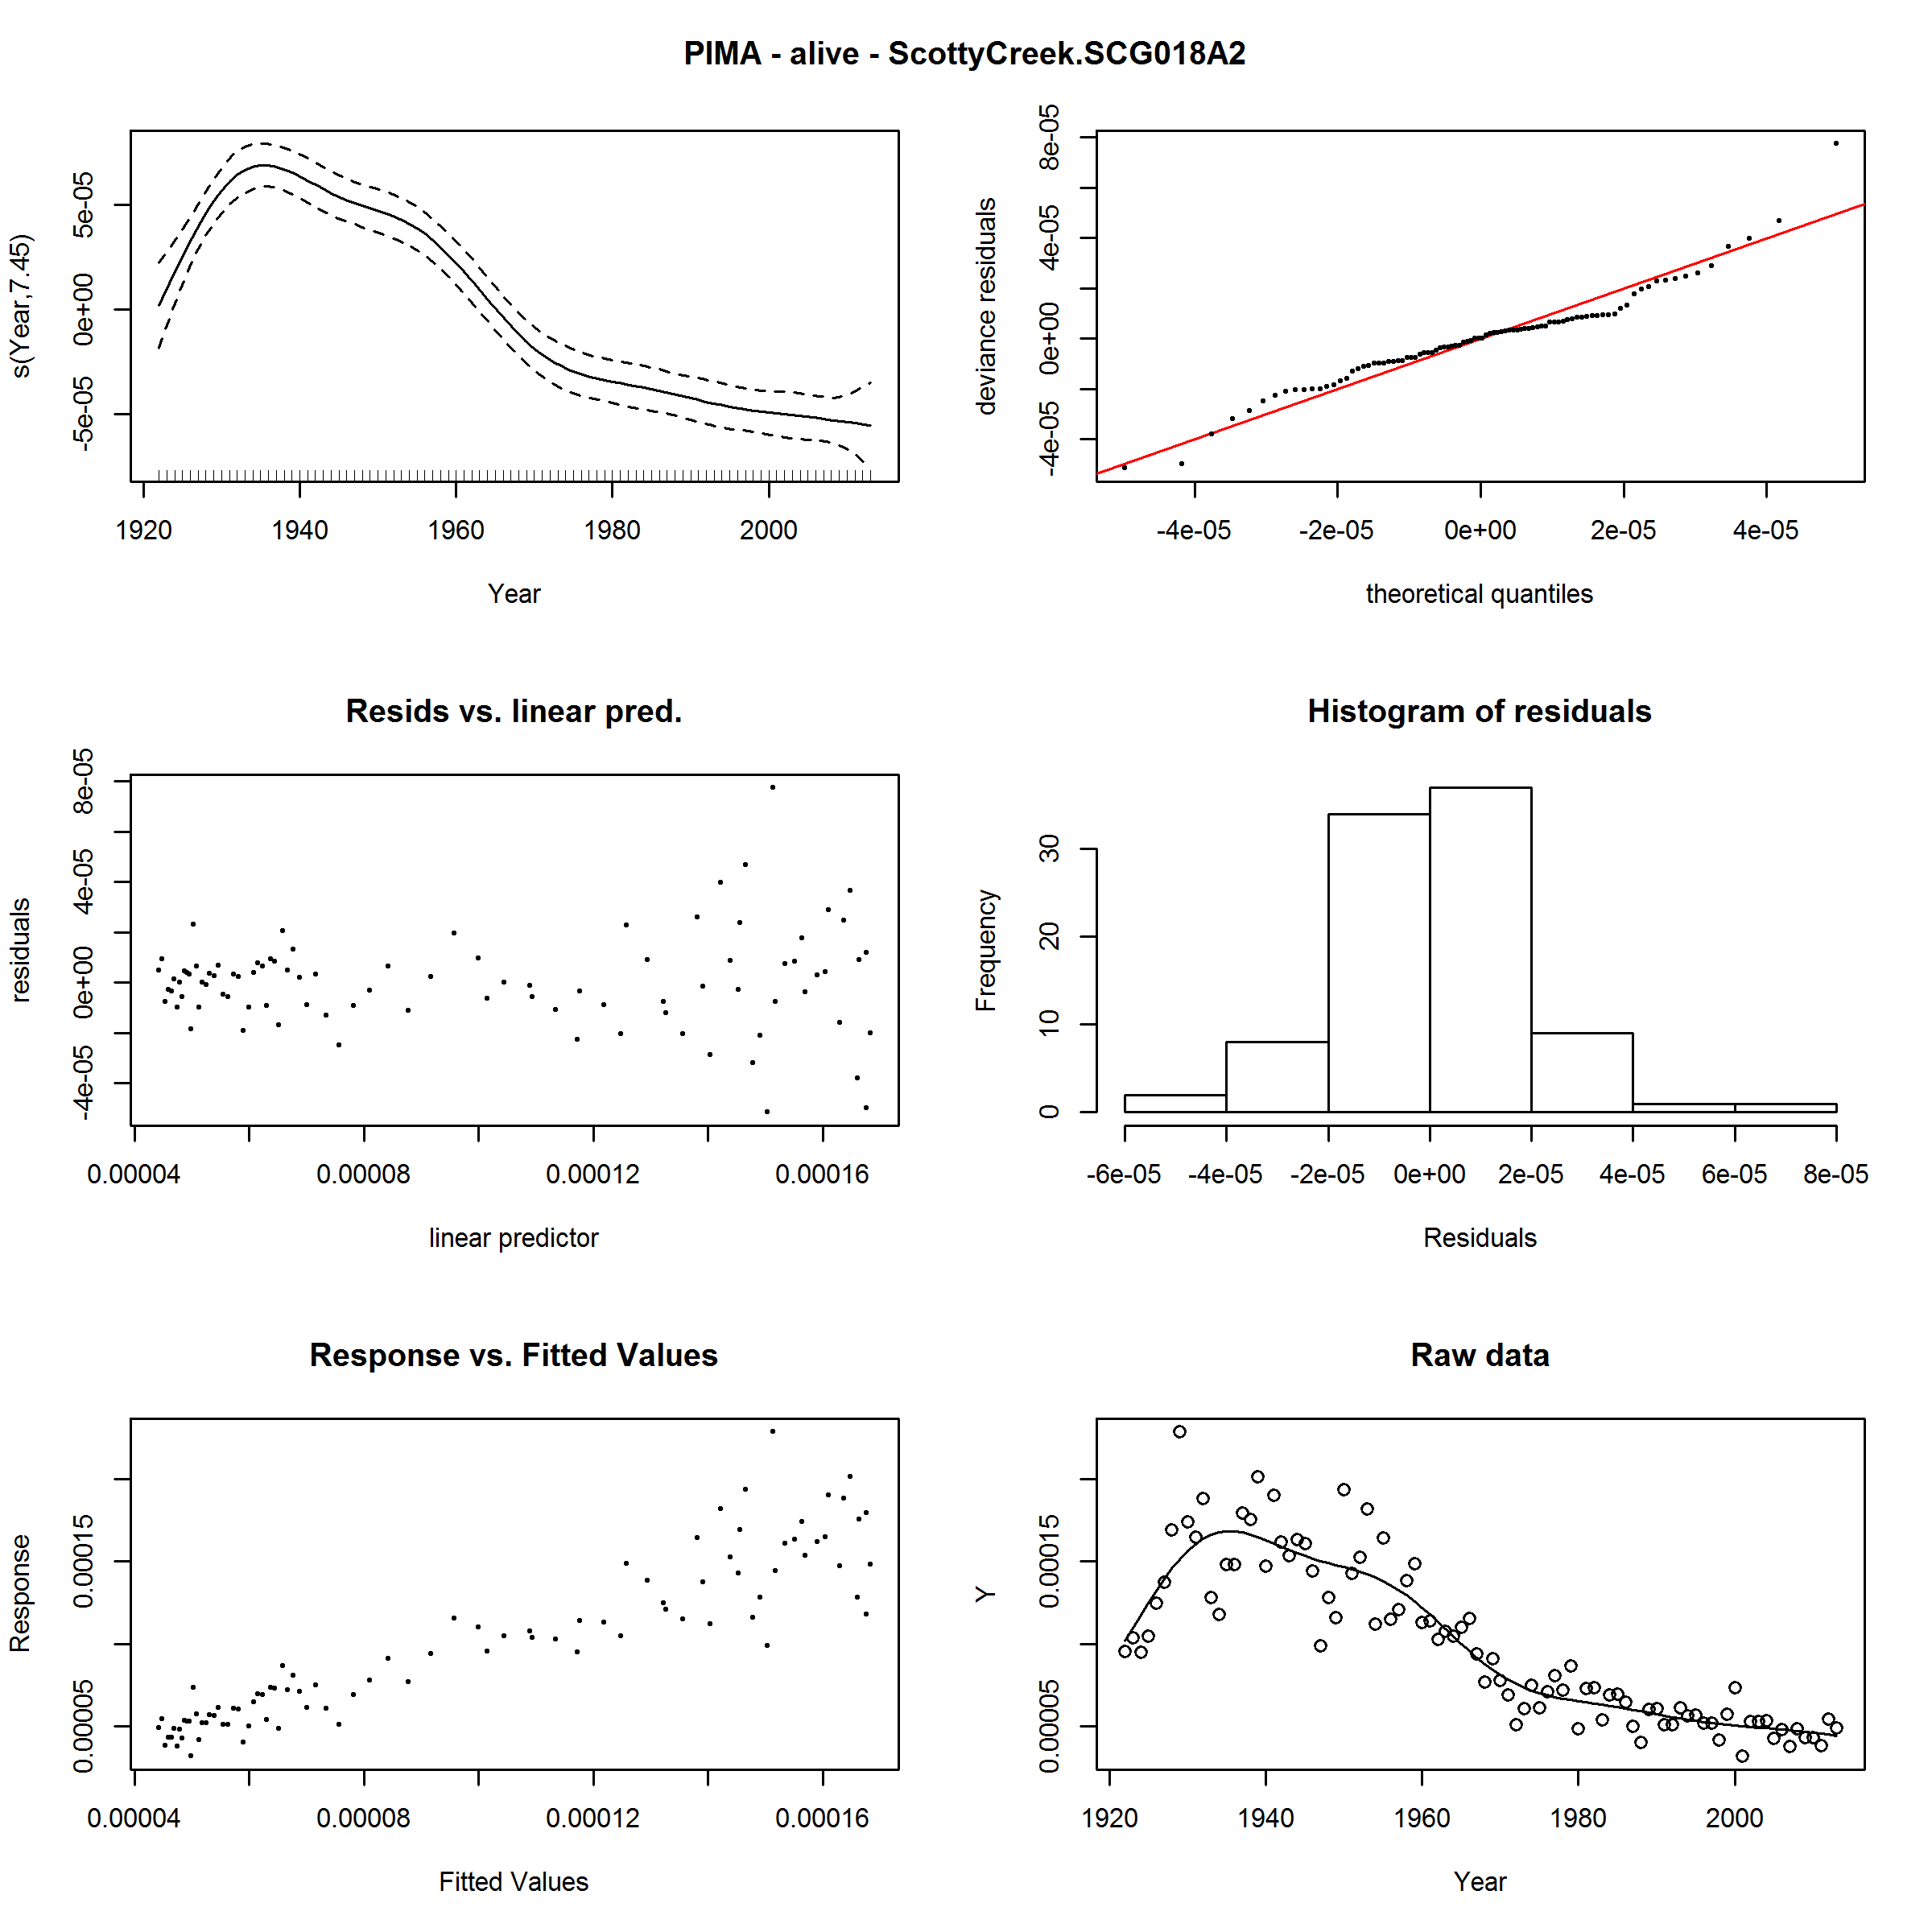 PIMA - alive - ScottyCreek.SCG018A2
s(Year,7.45)
-5e-05 0e+00 5e-05
1920 1940 1960 1980 2000
Year
deviance residuals
-4e-05 0e+00 4e-05 8e-05
-4e-05 -2e-05 0e+00 2e-05 4e-05
theoretical quantiles
Resids vs. linear pred.
residuals
-4e-05 0e+00 4e-05 8e-05
0.00004 0.00008 0.00012 0.00016
linear predictor
Histogram of residuals
Frequency
0 10 20 30
-6e-05 -4e-05 -2e-05 0e+00 2e-05 4e-05 6e-05 8e-05
Residuals
Response vs. Fitted Values
Response
0.00005 0.00015
0.00004 0.00008 0.00012 0.00016
Fitted Values
Raw data
Y
0.00005 0.00015
1920 1940 1960 1980 2000
Year